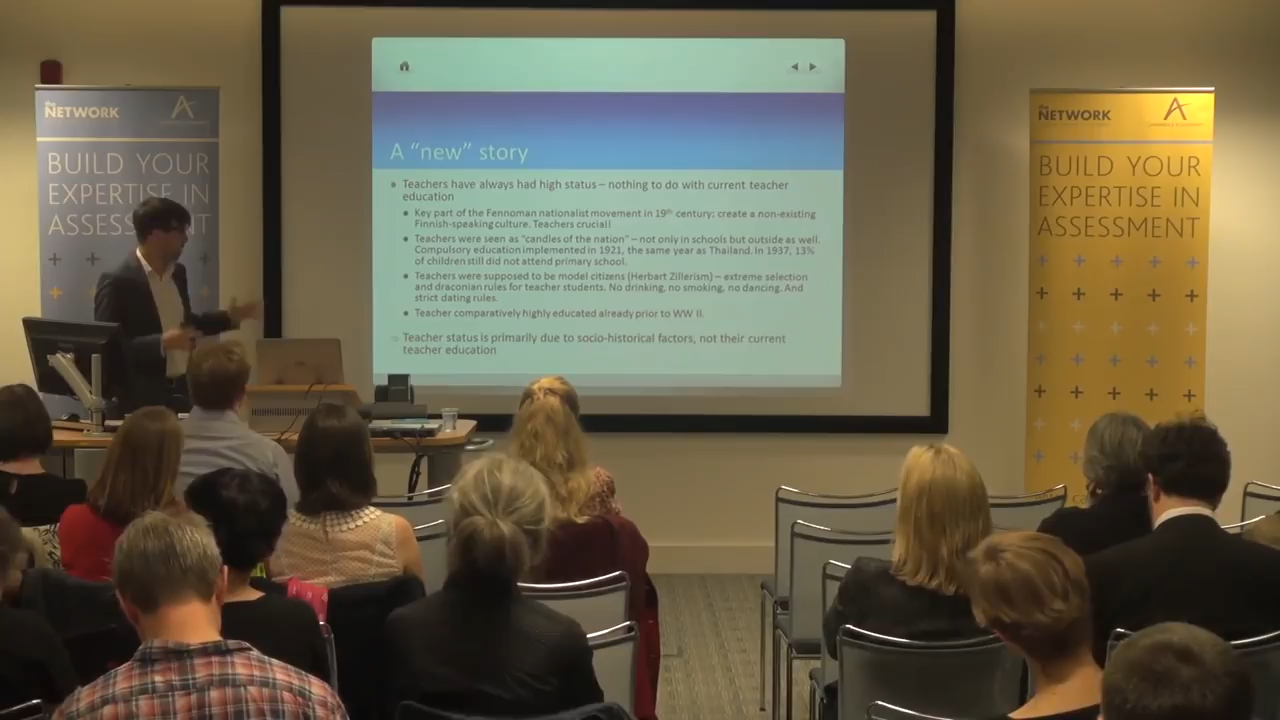 the
NETWORK
BUILD YOUR
EXPERTISE IN
ASSESSMENT
A “new” story
Teachers have always had high status – nothing to do with current teacher
education
Key part of the Fennoman nationalist movement in 19th century: create a non-existing
Finnish-speaking culture. Teachers crucial!
Teachers were seen as “candles of the nation” – not only in schools but outside as well.
Compulsory education implemented in 1921, the same year as Thailand. In 1937, 13%
of children still did not attend primary school.
Teachers were supposed to be model citizens (Herbart Zillerism) – extreme selection
and draconian rules for teacher students. No drinking, no smoking, no dancing. And
strict dating rules.
Teacher comparatively highly educated already prior to WW II.
Teacher status is primarily due to socio-historical factors, not their current
teacher education
the
NETWORK
BUILD YOUR
EXPERTISE IN
ASSESSMENT